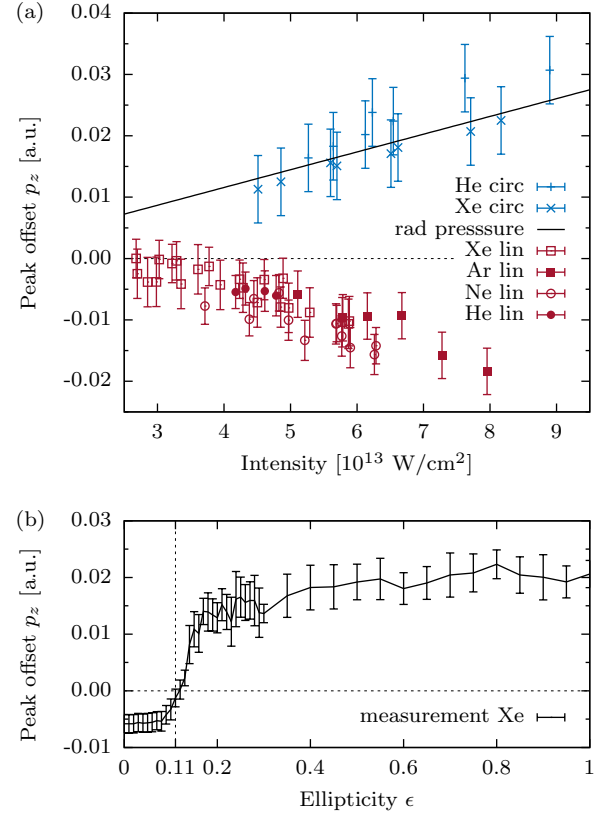 (a)
0.04
0.03
0.02
0.01
0.00
-0.01
-0.02
Peak offset p_z [a.u.]
He circ
Xe circ
rad presssure
Xe lin
Ar lin
Ne lin
He lin
3 4 5 6 7 8 9
Intensity [10^13 W/cm^2]
(b)
0.03
0.02
0.01
0.00
-0.01
Peak offset p_z [a.u.]
measurement Xe
0 0.11 0.2 0.4 0.6 0.8 1
Ellipticity ϵ